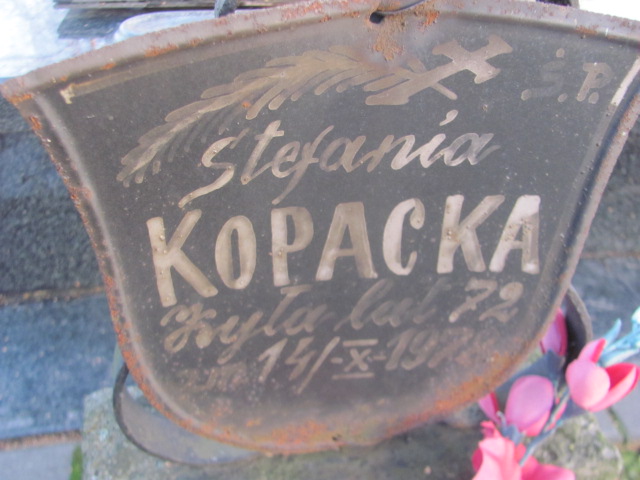 Ś.P.
Stefania
KOPACKA
żyła lat 72
14/-X-